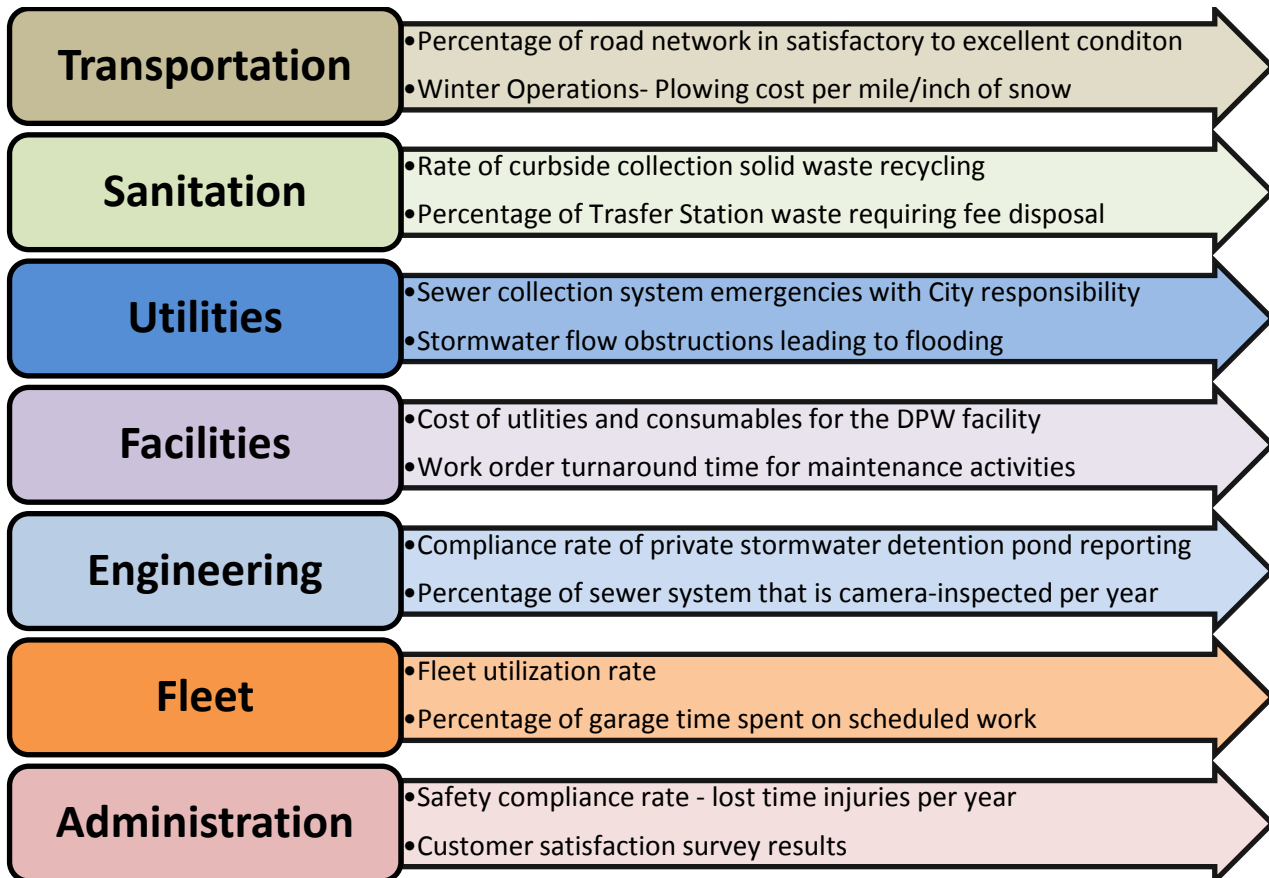 Transportation
•Percentage of road network in satisfactory to excellent conditon
•Winter Operations- Plowing cost per mile/inch of snow
Sanitation
•Rate of curbside collection solid waste recycling
•Percentage of Trasfer Station waste requiring fee disposal
Utilities
•Sewer collection system emergencies with City responsibility
•Stormwater flow obstructions leading to flooding
Facilities
•Cost of utlities and consumables for the DPW facility
•Work order turnaround time for maintenance activities
Engineering
•Compliance rate of private stormwater detention pond reporting
•Percentage of sewer system that is camera-inspected per year
Fleet
•Fleet utilization rate
•Percentage of garage time spent on scheduled work
Administration
•Safety compliance rate - lost time injuries per year
•Customer satisfaction survey results